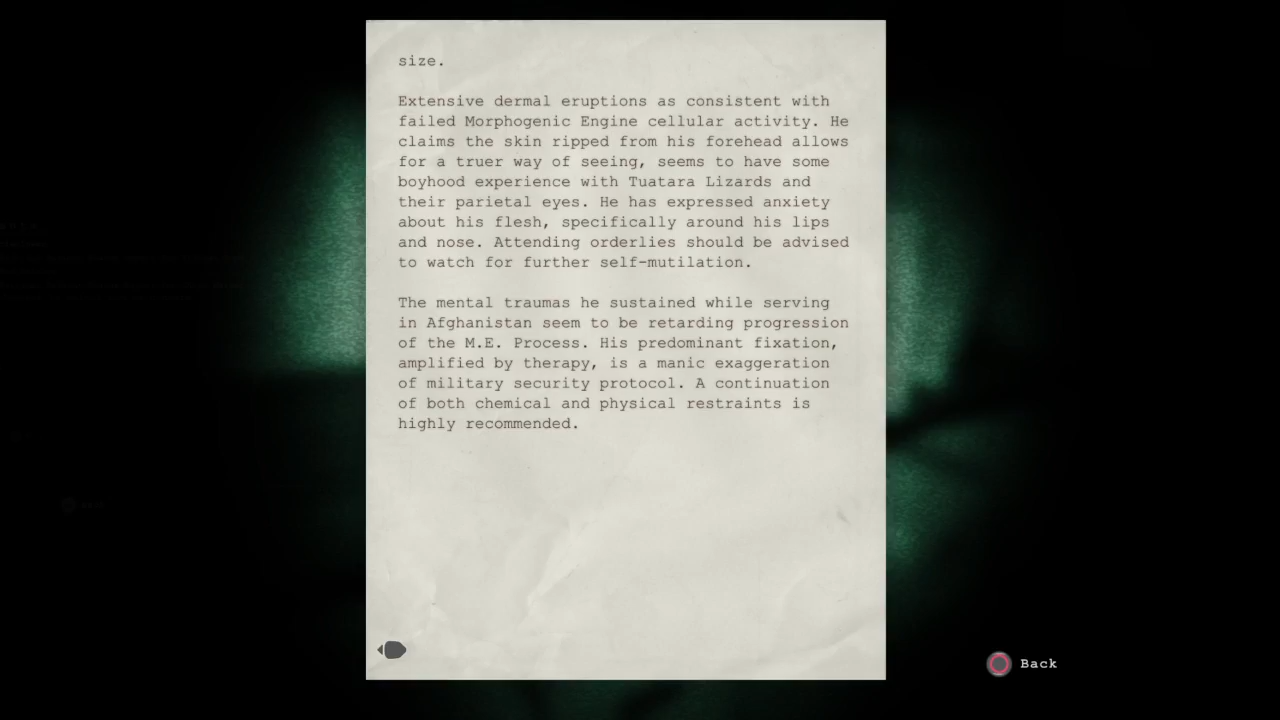 size.
Extensive dermal eruptions as consistent with
failed Morphogenic Engine cellular activity. He
claims the skin ripped from his forehead allows
for a truer way of seeing, seems to have some
boyhood experience with Tuatara Lizards and
their parietal eyes. He has expressed anxiety
about his flesh, specifically around his lips
and nose. Attending orderlies should be advised
to watch for further self-mutilation.
The mental traumas he sustained while serving
in Afghanistan seem to be retarding progression
of the M.E. Process. His predominant fixation,
amplified by therapy, is a manic exaggeration
of military security protocol. A continuation
of both chemical and physical restraints is
highly recommended.
Back